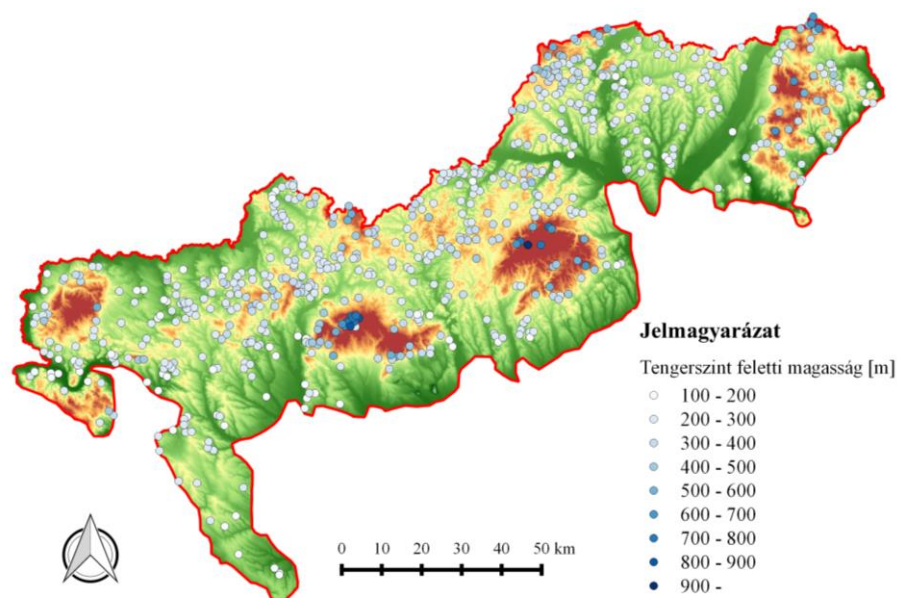 Jelmagyarázat
Tengerszint feletti magasság [m]
100 - 200
200 - 300
300 - 400
400 - 500
500 - 600
600 - 700
700 - 800
800 - 900
900 -
0 10 20 30 40 50 km